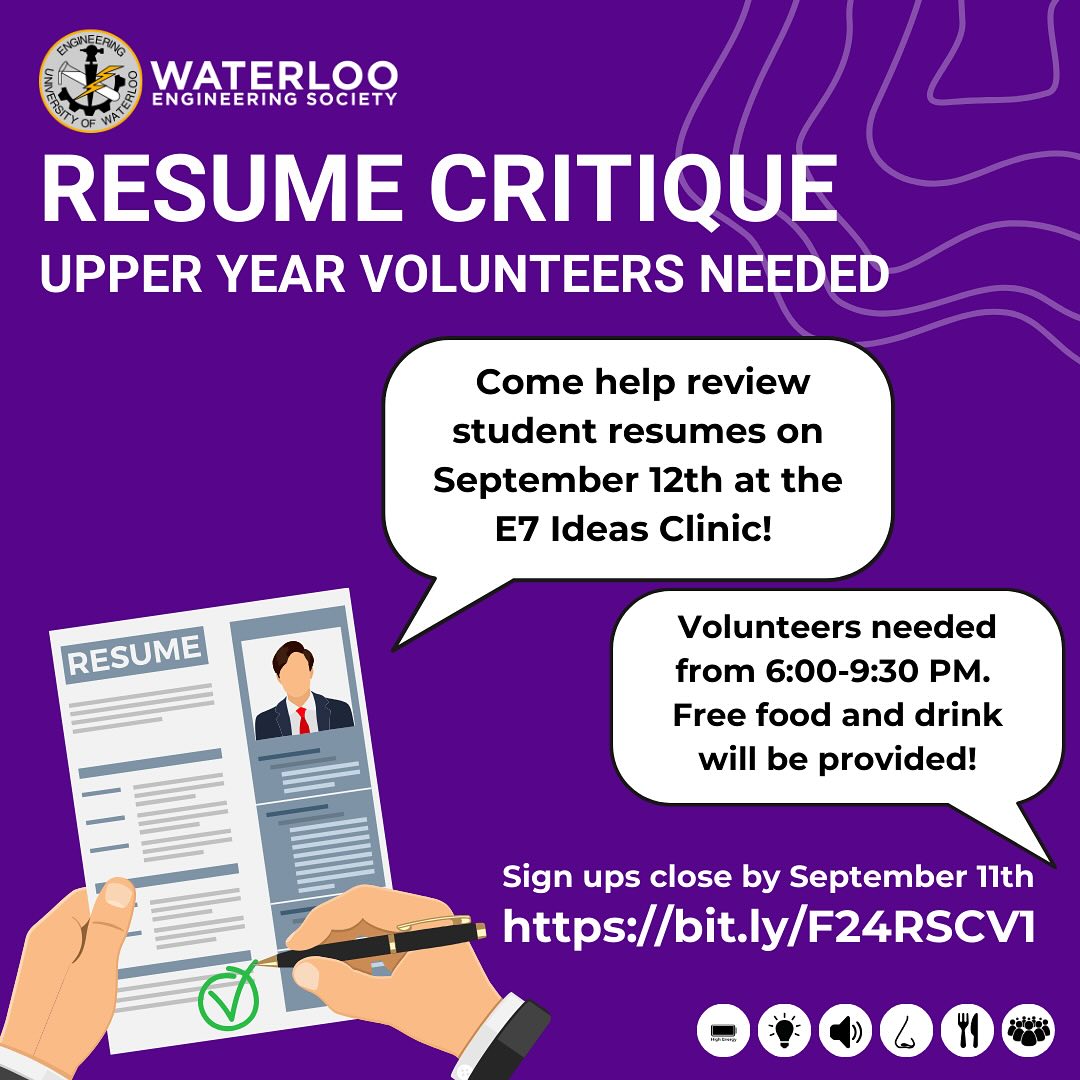 ENGINEERING
UNIVERSITY OF WATERLOO
WATERLOO
ENGINEERING SOCIETY
RESUME CRITIQUE
UPPER YEAR VOLUNTEERS NEEDED
Come help review
student resumes on
September 12th at the
E7 Ideas Clinic!
Volunteers needed
from 6:00-9:30 PM.
Free food and drink
will be provided!
RESUME
Sign ups close by September 11th
https://bit.ly/F24RSCV1
High Energy